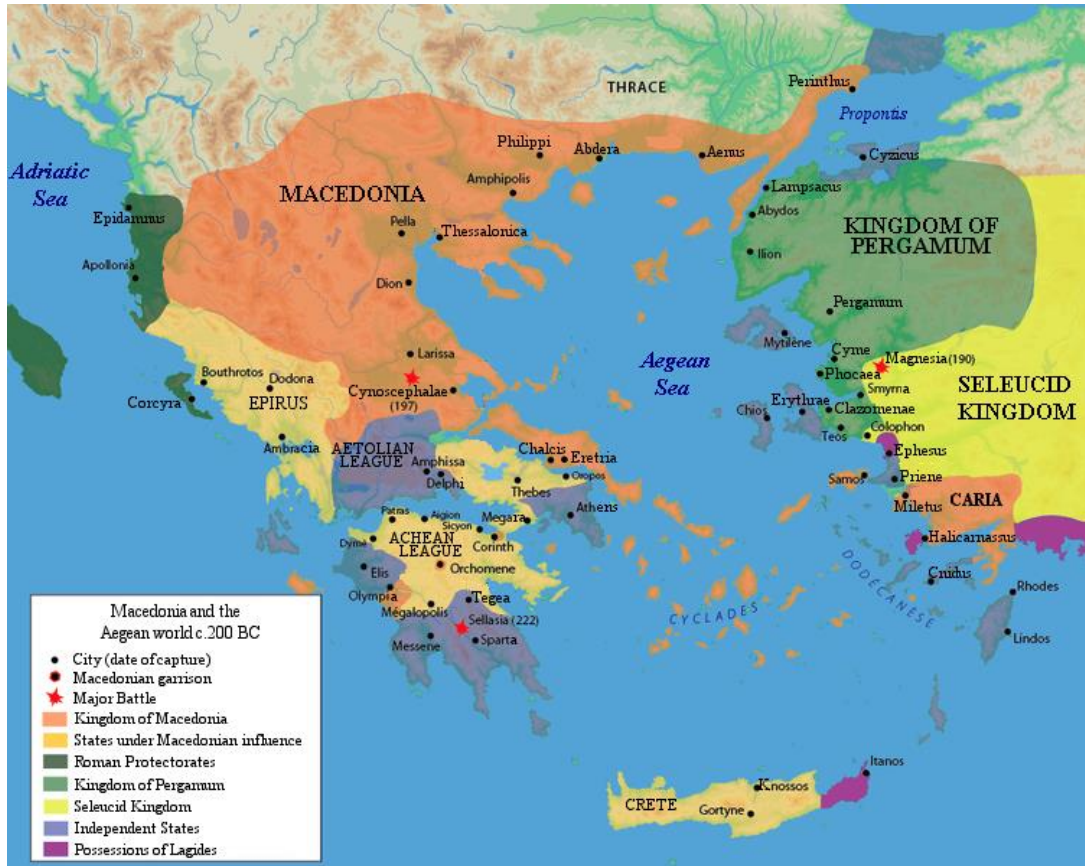 THRACE
Perinthus
Propontis
Adriatic
Sea
Philippi
Abdera
Aenus
Cyzicus
Amphipolis
MACEDONIA
Lampsacus
Epidamnus
Pella
Thessalonica
Abydos
KINGDOM OF
PERGAMUM
Apollonia
Ilion
Dion
Pergamum
Larissa
Mytilène
Cyme
Magnesia (190)
Aegean
Sea
Bouthrotos
Dodona
Cynoscephalae
(197)
Phocaea
Smyrna
SELEUCID
KINGDOM
Corcyra
EPIRUS
Chios
Erythrae
Clazomenae
Teos
Colophon
Ambracia
AETOLIAN
LEAGUE
Amphissa
Delphi
Chalcis
Eretria
Oropos
Thebes
Ephesus
Samos
Priene
Miletus
CARIA
Patras
Aigion
Sicyon
Megara
Athens
Dymé
ACHEAN
LEAGUE
Corinth
Halicarnassus
Elis
Orchomene
Cnidus
Rhodes
Olympia
Tegea
Mégalopolis
Sellasia (222)
CYCLADES
DODÉCANÈSE
Messene
Sparta
Lindos
Itanos
Knossos
CRETE
Gortyne
Macedonia and the
Aegean world c.200 BC
City (date of capture)
Macedonian garrison
Major Battle
Kingdom of Macedonia
States under Macedonian influence
Roman Protectorates
Kingdom of Pergamum
Seleucid Kingdom
Independent States
Possessions of Lagides